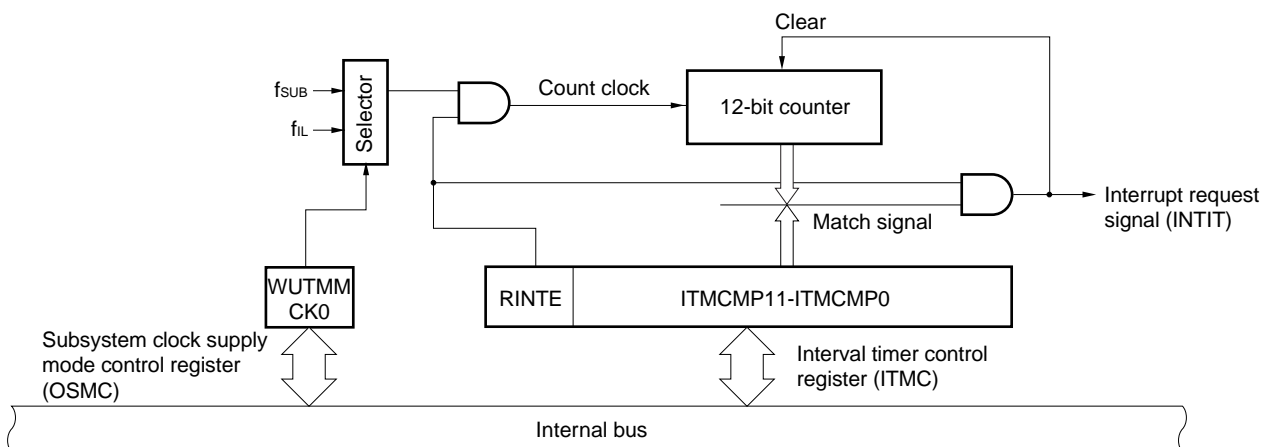 Clear
fSUB
fIL
Selector
Count clock
12-bit counter
Match signal
Interrupt request
signal (INTIT)
WUTMM
CK0
RINTE
ITMCMP11-ITMCMP0
Subsystem clock supply
mode control register
(OSMC)
Interval timer control
register (ITMC)
Internal bus